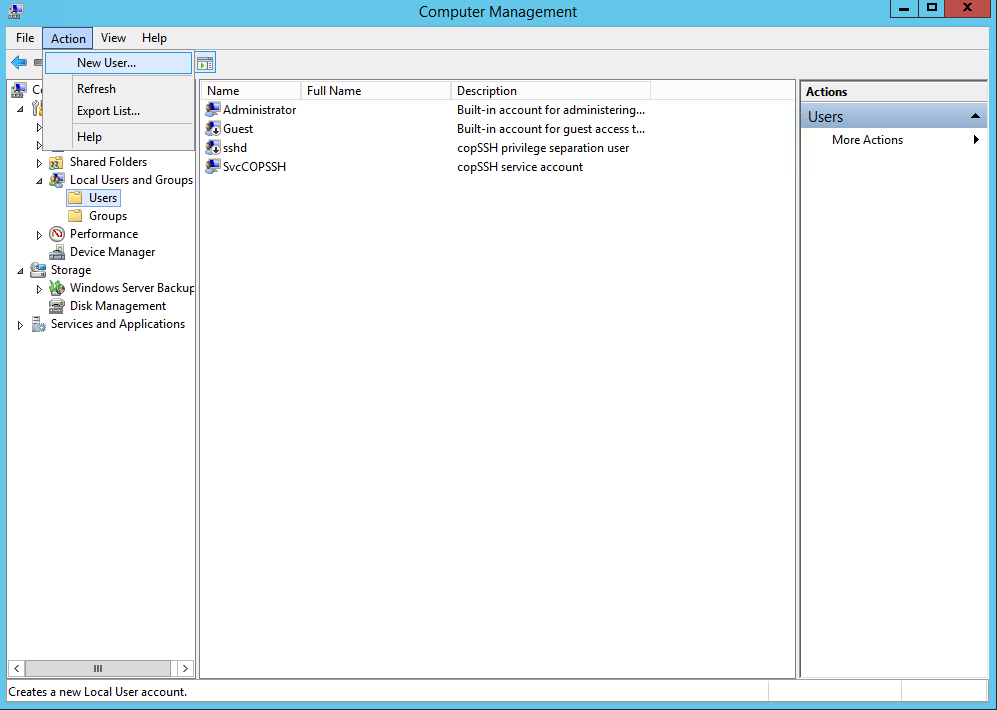 Computer Management
File Action View Help
New User...
Refresh
Export List...
Help
Shared Folders
Local Users and Groups
Users
Groups
Performance
Device Manager
Storage
Windows Server Backup
Disk Management
Services and Applications
Name Full Name Description
Administrator Built-in account for administering...
Guest Built-in account for guest access t...
sshd copSSH privilege separation user
SvcCOPSSH copSSH service account
Actions
Users
More Actions
Creates a new Local User account.